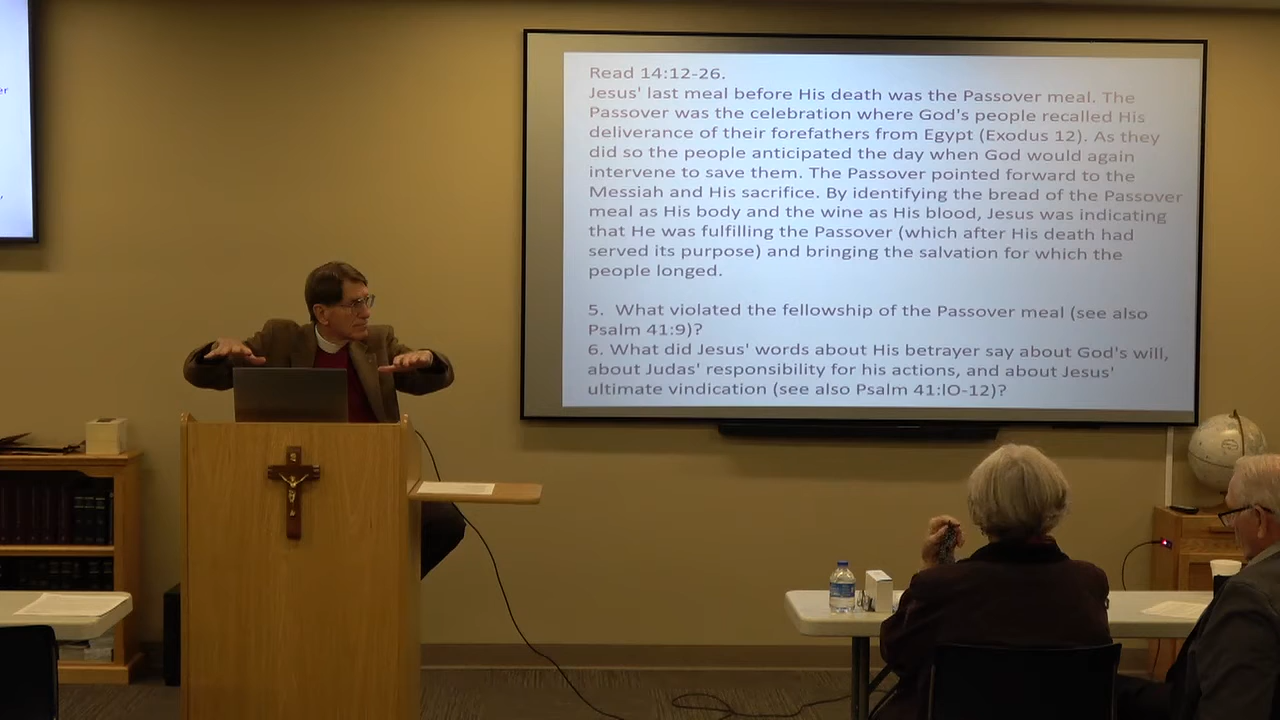 Read 14:12-26.
Jesus' last meal before His death was the Passover meal. The
Passover was the celebration where God's people recalled His
deliverance of their forefathers from Egypt (Exodus 12). As they
did so the people anticipated the day when God would again
intervene to save them. The Passover pointed forward to the
Messiah and His sacrifice. By identifying the bread of the Passover
meal as His body and the wine as His blood, Jesus was indicating
that He was fulfilling the Passover (which after His death had
served its purpose) and bringing the salvation for which the
people longed.
5. What violated the fellowship of the Passover meal (see also
Psalm 41:9)?
6. What did Jesus' words about His betrayer say about God's will,
about Judas' responsibility for his actions, and about Jesus'
ultimate vindication (see also Psalm 41:lO-12)?